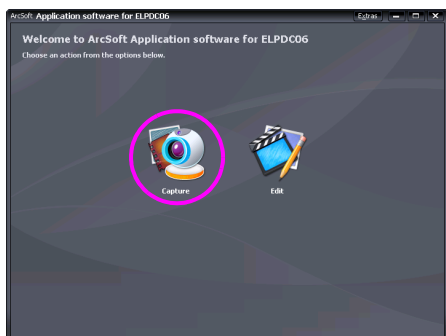 ArcSoft Application software for ELPDC06
Extras
Welcome to ArcSoft Application software for ELPDC06
Choose an action from the options below.
Capture
Edit